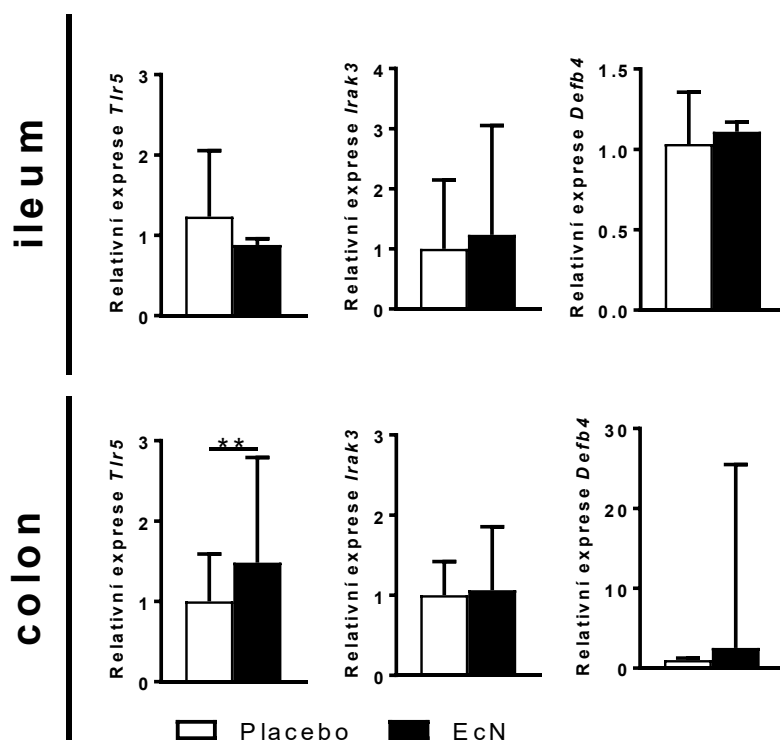 ileum
Relativní exprese Tlr5
3
2
1
0
Relativní exprese Irak3
4
3
2
1
0
Relativní exprese Defb4
1.5
1.0
0.5
0.0
colon
Relativní exprese Tlr5
3
2
1
0
**
Relativní exprese Irak3
3
2
1
0
Relativní exprese Defb4
30
20
10
0
Placebo EcN